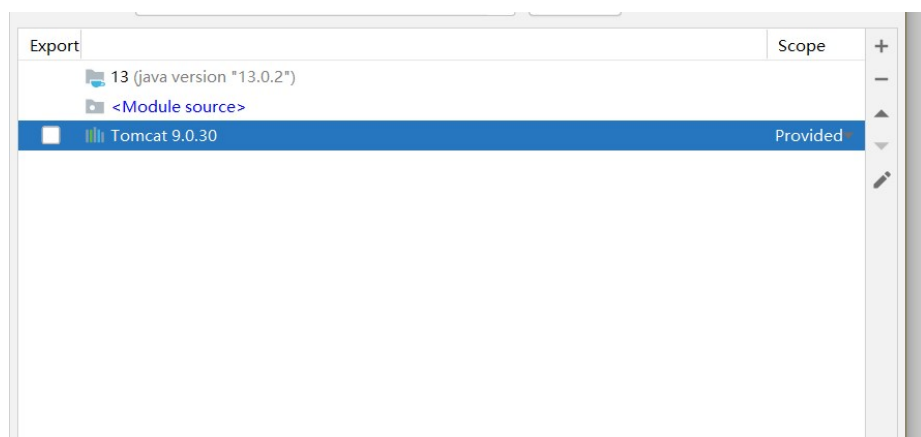 Export Scope
13 (java version "13.0.2")
<Module source>
Tomcat 9.0.30 Provided